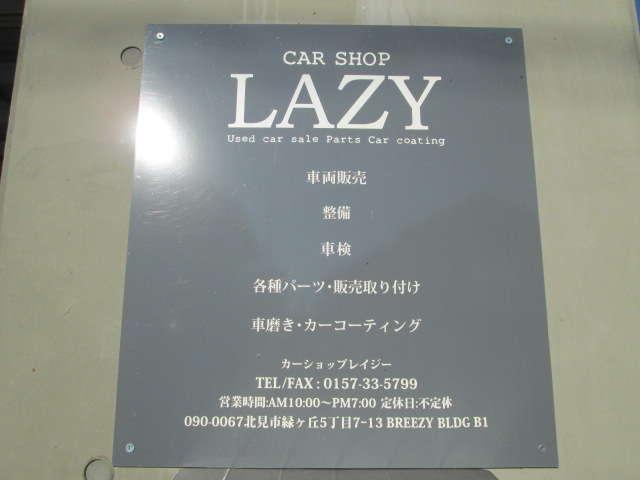 CAR SHOP
LAZY
Used car sale Parts Car coating
車両販売
整備
車検
各種パーツ・販売取り付け
車磨き・カーコーティング
カーショップレイジー
TEL/FAX : 0157-33-5799
営業時間:AM10:00〜PM7:00 定休日:不定休
090-0067北見市緑ヶ丘5丁目7-13 BREEZY BLDG B1